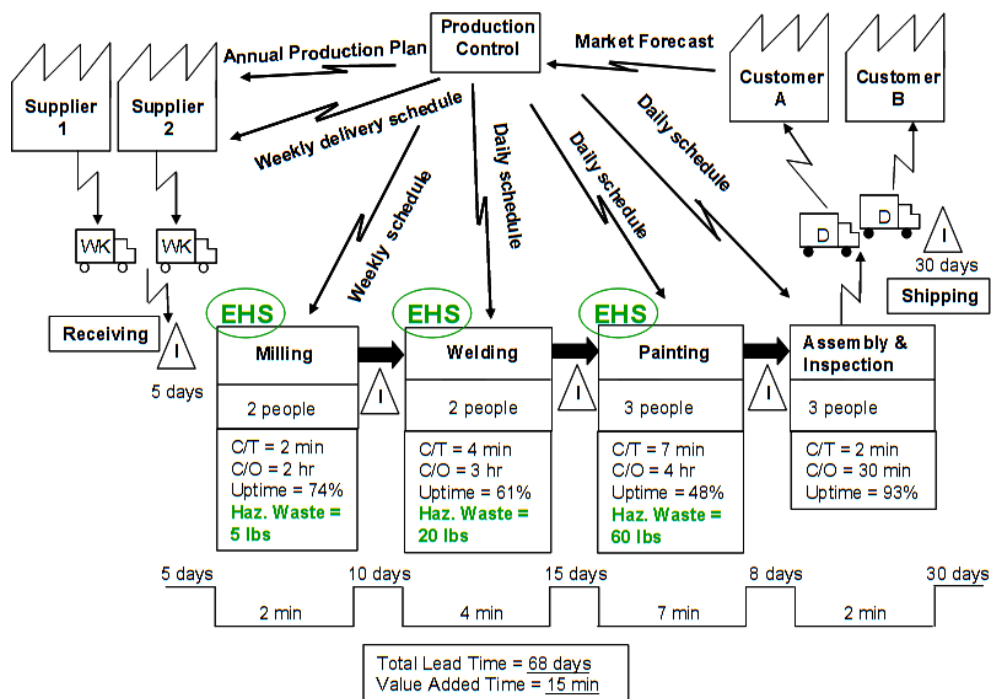 Production
Control
Annual Production Plan
Market Forecast
Supplier
1
Supplier
2
Customer
A
Customer
B
Weekly delivery schedule
Weekly schedule
Daily schedule
Daily schedule
Daily schedule
WK
WK
D
D
I
30 days
Shipping
Receiving
I
5 days
EHS
Milling
2 people
C/T = 2 min
C/O = 2 hr
Uptime = 74%
Haz. Waste =
5 lbs
I
EHS
Welding
2 people
C/T = 4 min
C/O = 3 hr
Uptime = 61%
Haz. Waste =
20 lbs
I
EHS
Painting
3 people
C/T = 7 min
C/O = 4 hr
Uptime = 48%
Haz. Waste =
60 lbs
I
Assembly &
Inspection
3 people
C/T = 2 min
C/O = 30 min
Uptime = 93%
5 days
10 days
15 days
8 days
30 days
2 min
4 min
7 min
2 min
Total Lead Time = 68 days
Value Added Time = 15 min